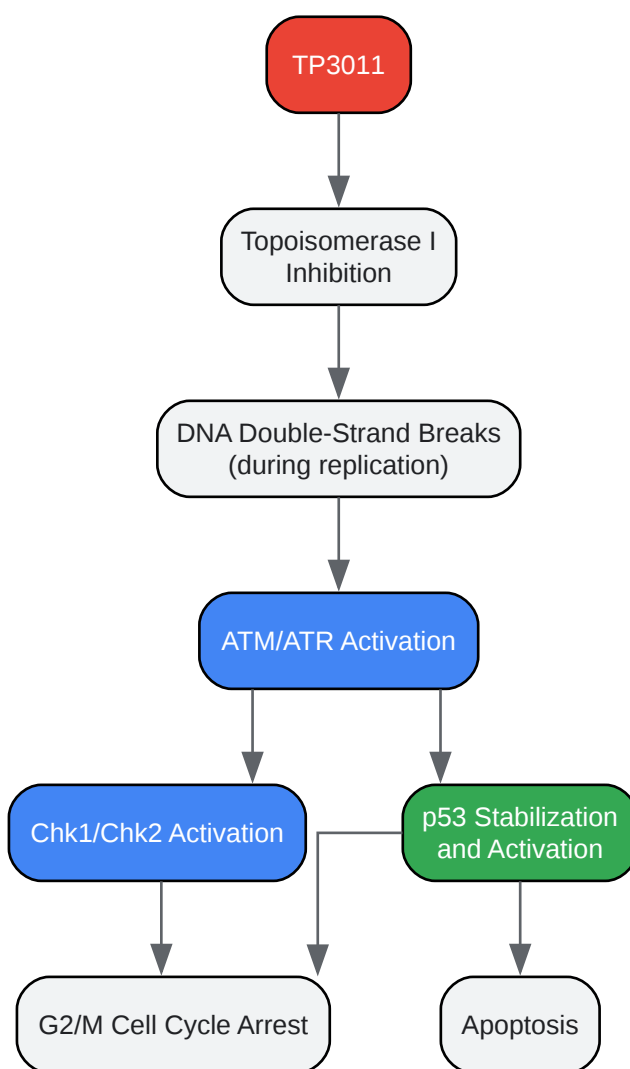 TP3011
Topoisomerase I
Inhibition
DNA Double-Strand Breaks
(during replication)
ATM/ATR Activation
Chk1/Chk2 Activation
p53 Stabilization
and Activation
G2/M Cell Cycle Arrest
Apoptosis